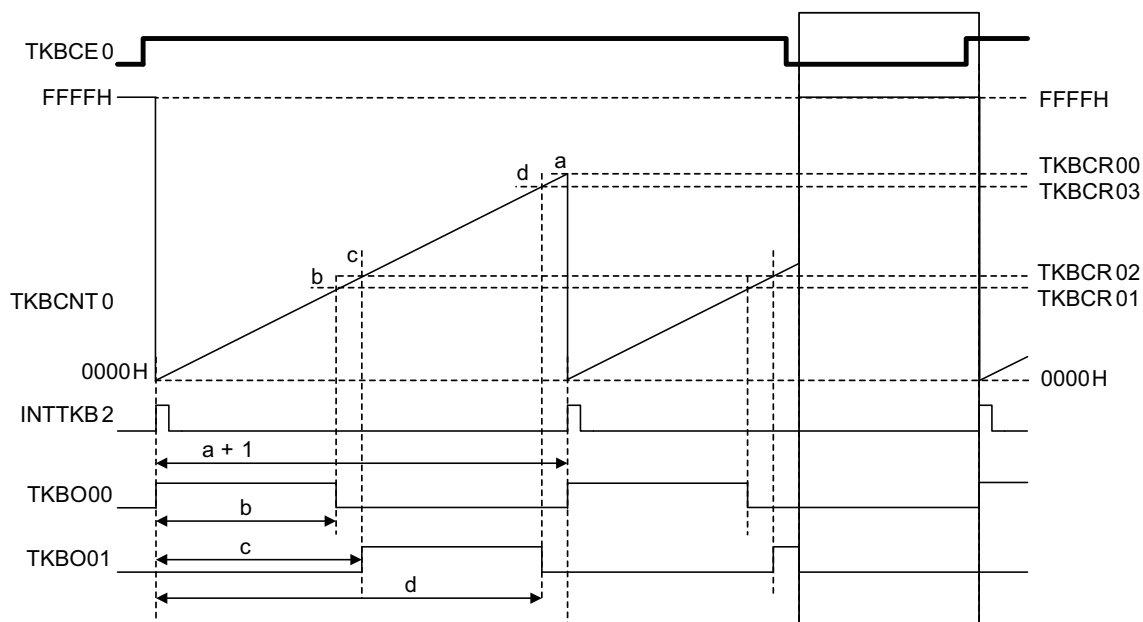 TKBCE0
FFFFH FFFFH
a TKBCR00
d TKBCR03
c TKBCR02
b TKBCR01
TKBCNT0
0000H 0000H
INTTKB2
a + 1
TKBO00
b
c
TKBO01
d